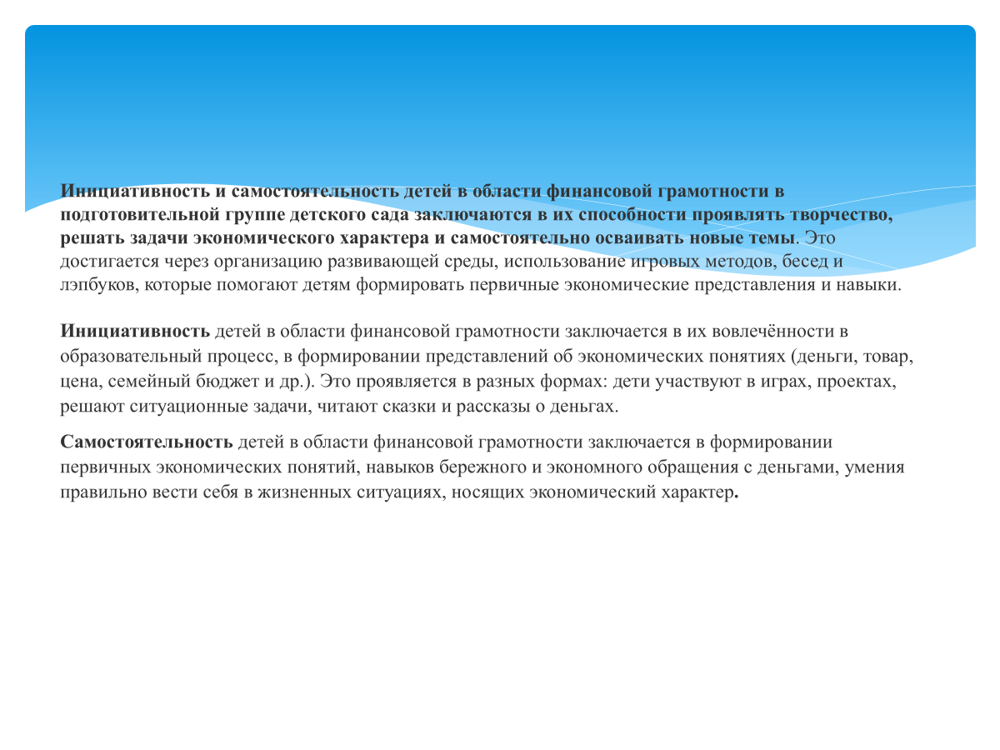 Инициативность и самостоятельность детей в области финансовой грамотности в
подготовительной группе детского сада заключаются в их способности проявлять творчество,
решать задачи экономического характера и самостоятельно осваивать новые темы. Это
достигается через организацию развивающей среды, использование игровых методов, бесед и
лэпбуков, которые помогают детям формировать первичные экономические представления и навыки.
Инициативность детей в области финансовой грамотности заключается в их вовлечённости в
образовательный процесс, в формировании представлений об экономических понятиях (деньги, товар,
цена, семейный бюджет и др.). Это проявляется в разных формах: дети участвуют в играх, проектах,
решают ситуационные задачи, читают сказки и рассказы о деньгах.
Самостоятельность детей в области финансовой грамотности заключается в формировании
первичных экономических понятий, навыков бережного и экономного обращения с деньгами, умения
правильно вести себя в жизненных ситуациях, носящих экономический характер.